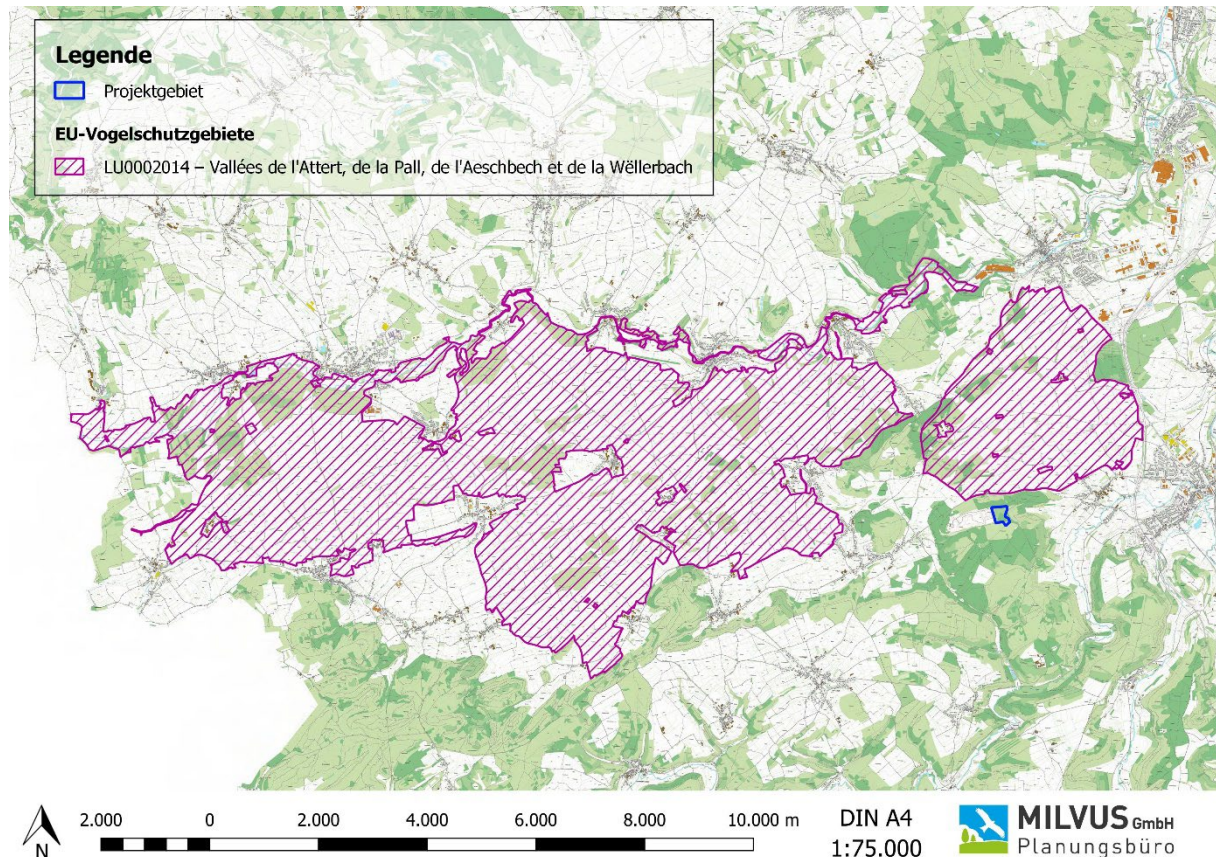 Legende
Projektgebiet
EU-Vogelschutzgebiete
LU0002014 – Vallées de l'Attert, de la Pall, de l'Aeschbech et de la Wëllerbach
N
2.000 0 2.000 4.000 6.000 8.000 10.000 m
DIN A4
1:75.000
MILVUS GmbH
Planungsbüro